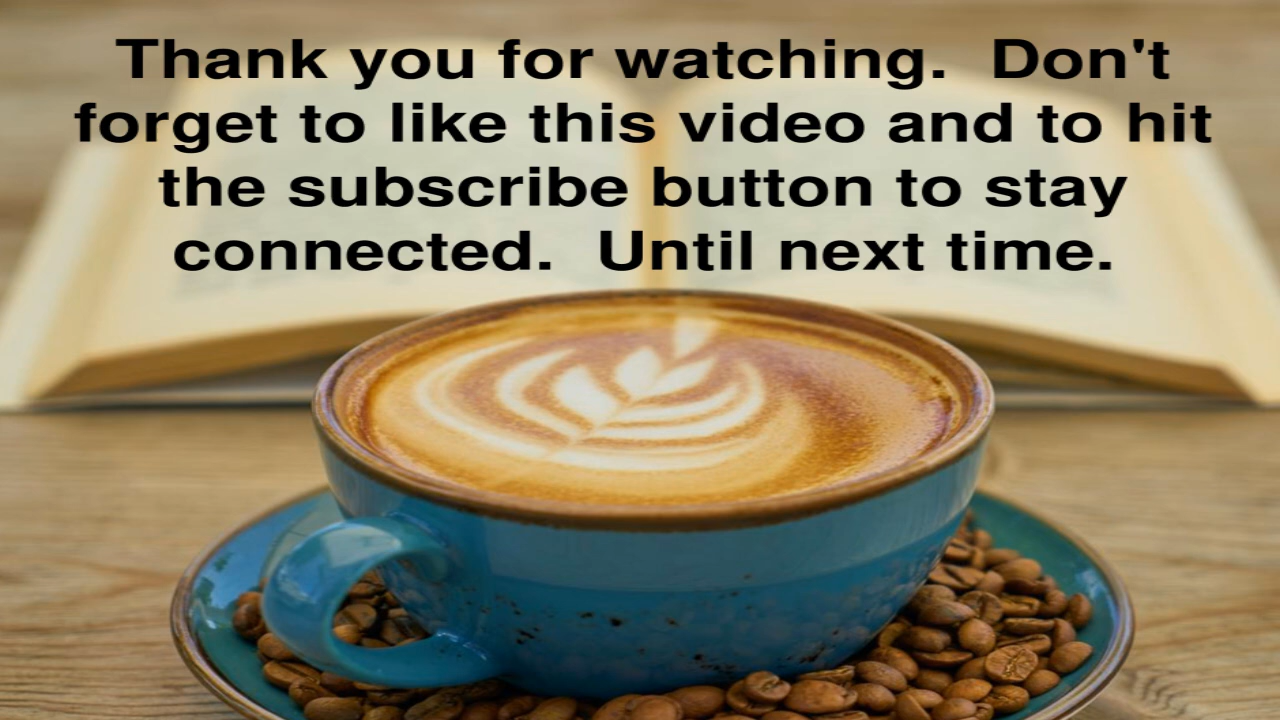 Thank you for watching.  Don't
forget to like this video and to hit
the subscribe button to stay
connected.  Until next time.